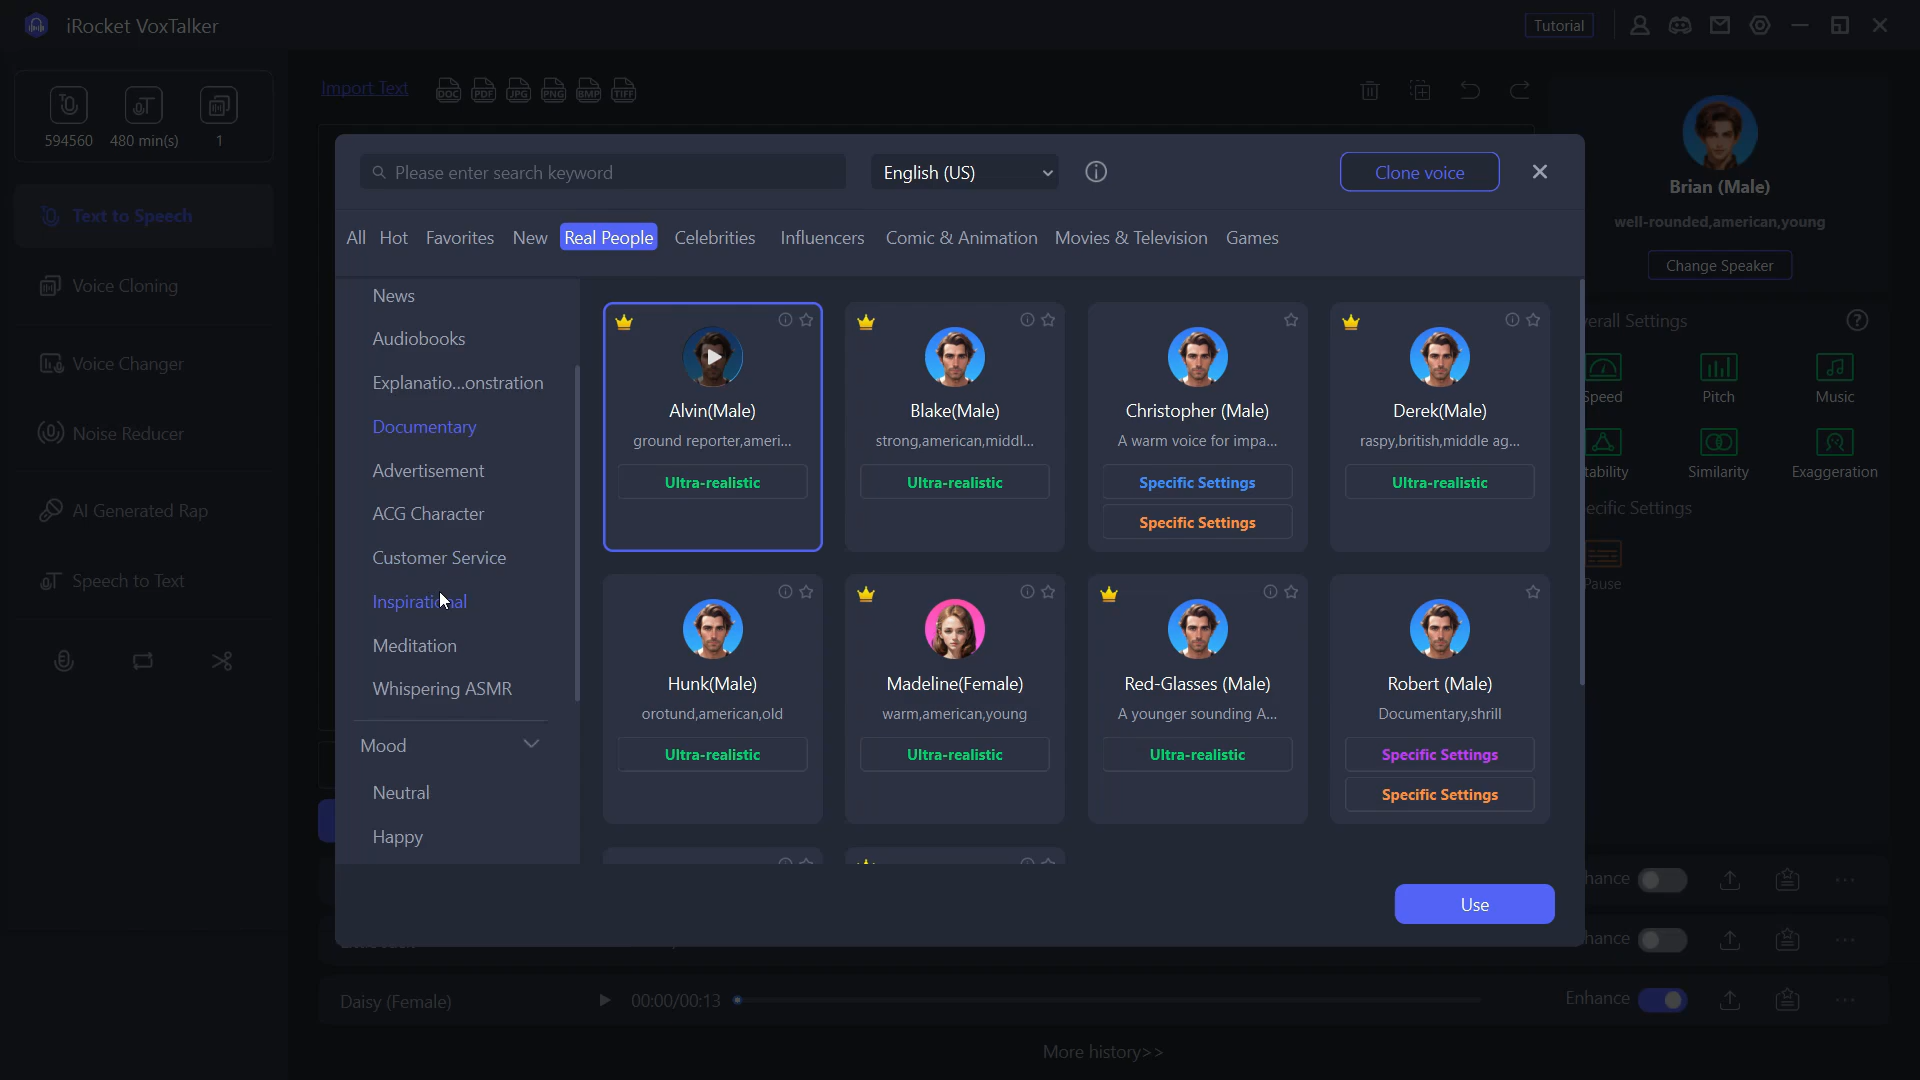 iRocket VoxTalker
Tutorial
594560
480 min(s)
1
Text to Speech
Voice Cloning
Voice Changer
Noise Reducer
AI Generated Rap
Speech to Text
Import Text
DOC
PDF
JPG
PNG
BMP
TIFF
Please enter search keyword
English (US)
Clone voice
All
Hot
Favorites
New
Real People
Celebrities
Influencers
Comic & Animation
Movies & Television
Games
News
Audiobooks
Explanatio...onstration
Documentary
Advertisement
ACG Character
Customer Service
Inspirational
Meditation
Whispering ASMR
Mood
Neutral
Happy
Alvin(Male)
ground reporter,ameri...
Ultra-realistic
Blake(Male)
strong,american,middl...
Ultra-realistic
Christopher (Male)
A warm voice for impa...
Specific Settings
Specific Settings
Derek(Male)
raspy,british,middle ag...
Ultra-realistic
Hunk(Male)
orotund,american,old
Ultra-realistic
Madeline(Female)
warm,american,young
Ultra-realistic
Red-Glasses (Male)
A younger sounding A...
Ultra-realistic
Robert (Male)
Documentary,shrill
Specific Settings
Specific Settings
Use
Brian (Male)
well-rounded,american,young
Change Speaker
erall Settings
Speed
Pitch
Music
tability
Similarity
Exaggeration
ecific Settings
Pause
hance
hance
Daisy (Female)
00:00/00:13
Enhance
More history>>